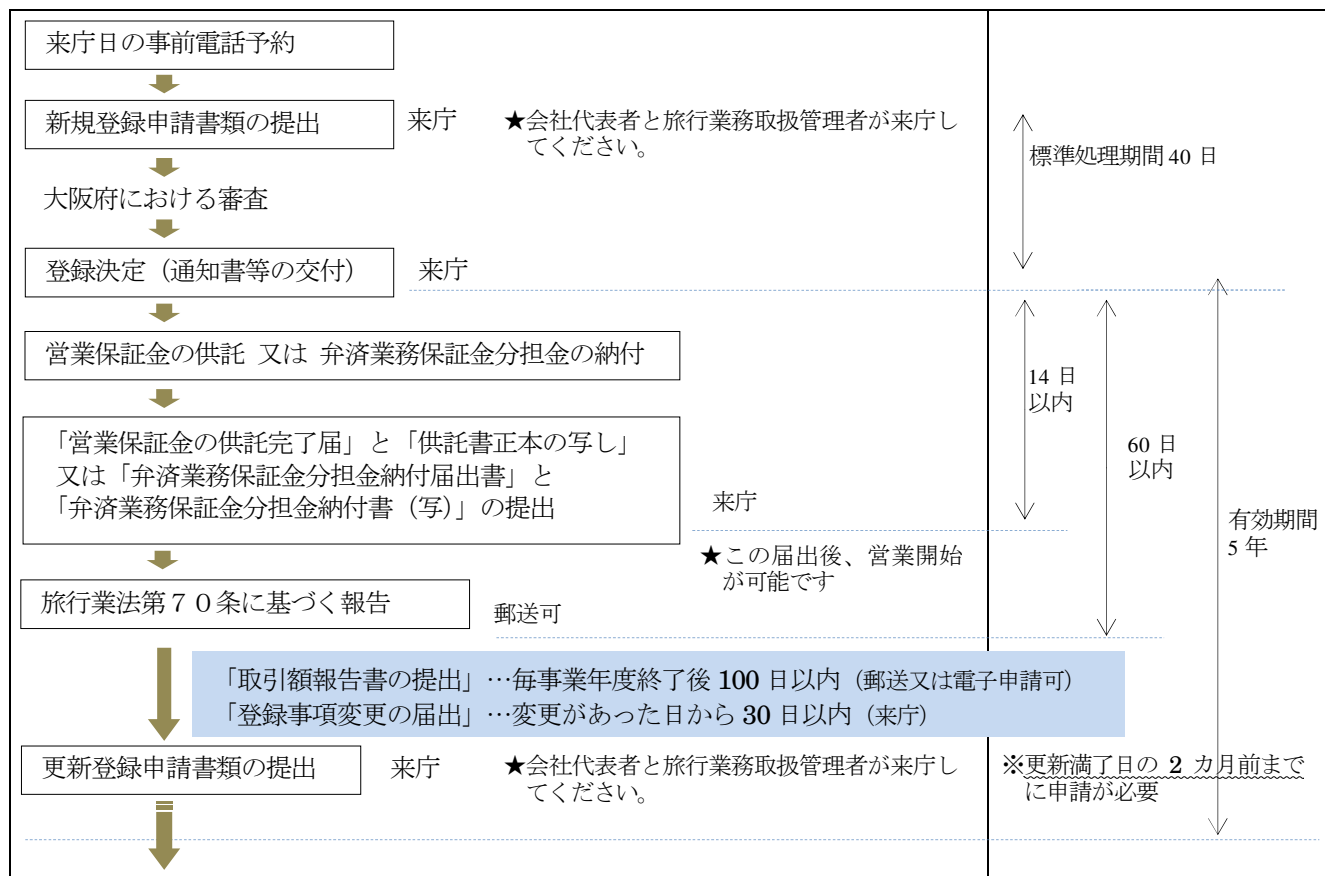 来庁日の事前電話予約
新規登録申請書類の提出
来庁
★会社代表者と旅行業務取扱管理者が来庁し
てください。
標準処理期間 40 日
大阪府における審査
登録決定（通知書等の交付）
来庁
営業保証金の供託 又は 弁済業務保証金分担金の納付
14 日
以内
「営業保証金の供託完了届」と「供託書正本の写し」
又は「弁済業務保証金分担金納付届出書」と
「弁済業務保証金分担金納付書（写）」の提出
来庁
60 日
以内
有効期間
5 年
★この届出後、営業開始
が可能です
旅行業法第７０条に基づく報告
郵送可
「取引額報告書の提出」…毎事業年度終了後 100 日以内（郵送又は電子申請可）
「登録事項変更の届出」…変更があった日から 30 日以内（来庁）
更新登録申請書類の提出
来庁
★会社代表者と旅行業務取扱管理者が来庁し
てください。
※更新満了日の 2 カ月前まで
に申請が必要